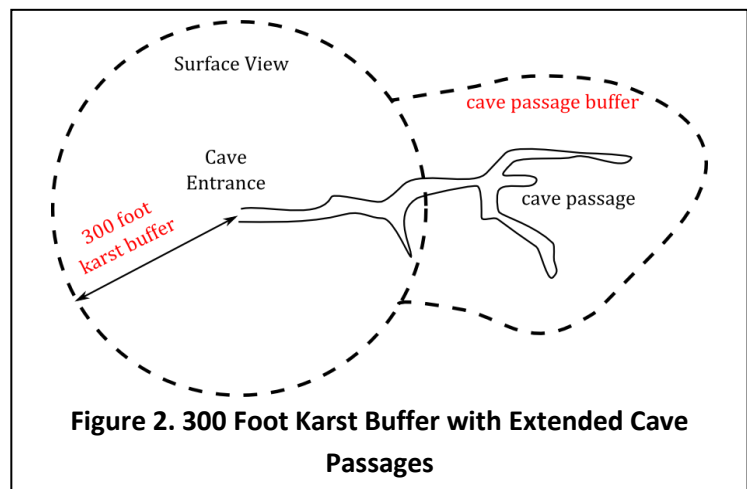 Surface View
cave passage buffer
Cave
Entrance
cave passage
300 foot
karst buffer
Figure 2. 300 Foot Karst Buffer with Extended Cave
Passages